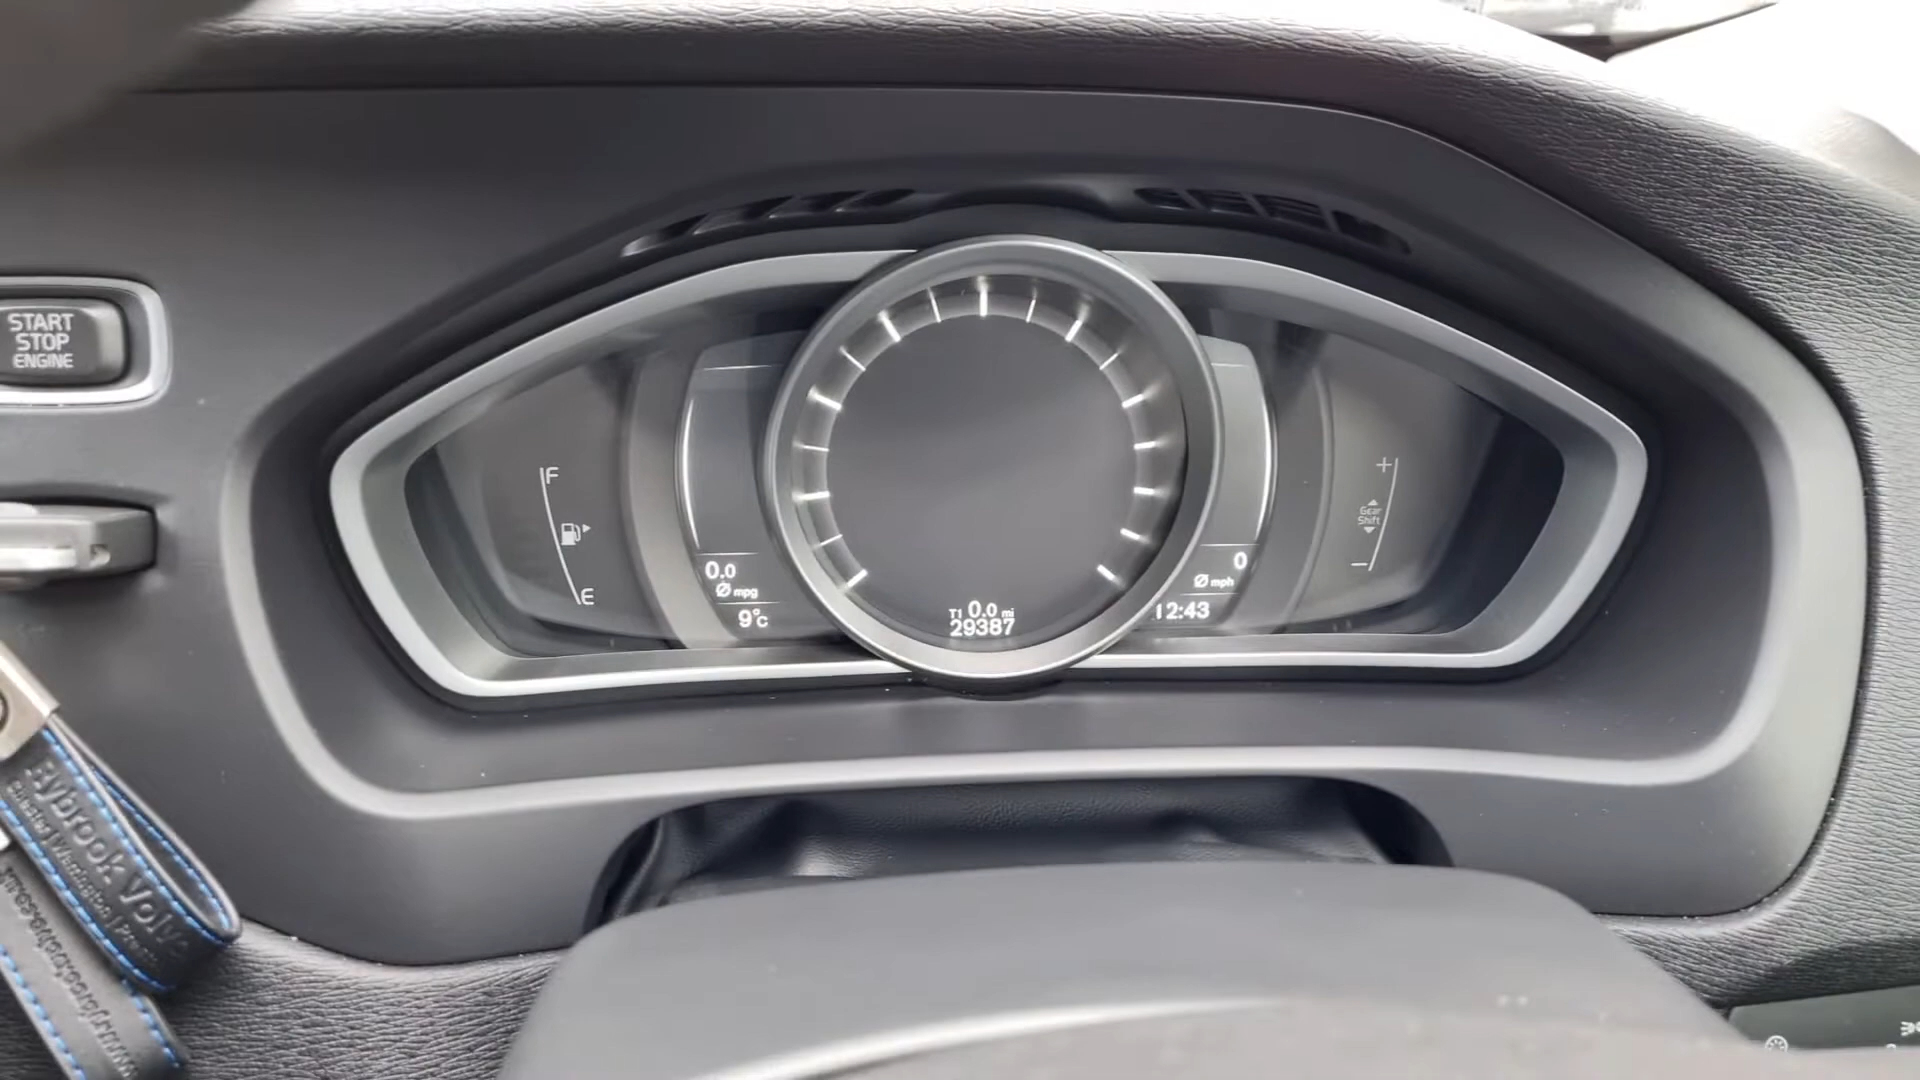 START
STOP
ENGINE
F
E
0.0
Ø mpg
9°c
T1 0.0 mi
29387
0
Ø mph
12:43
+
Gear
Shift
−
Rybrook Volvo